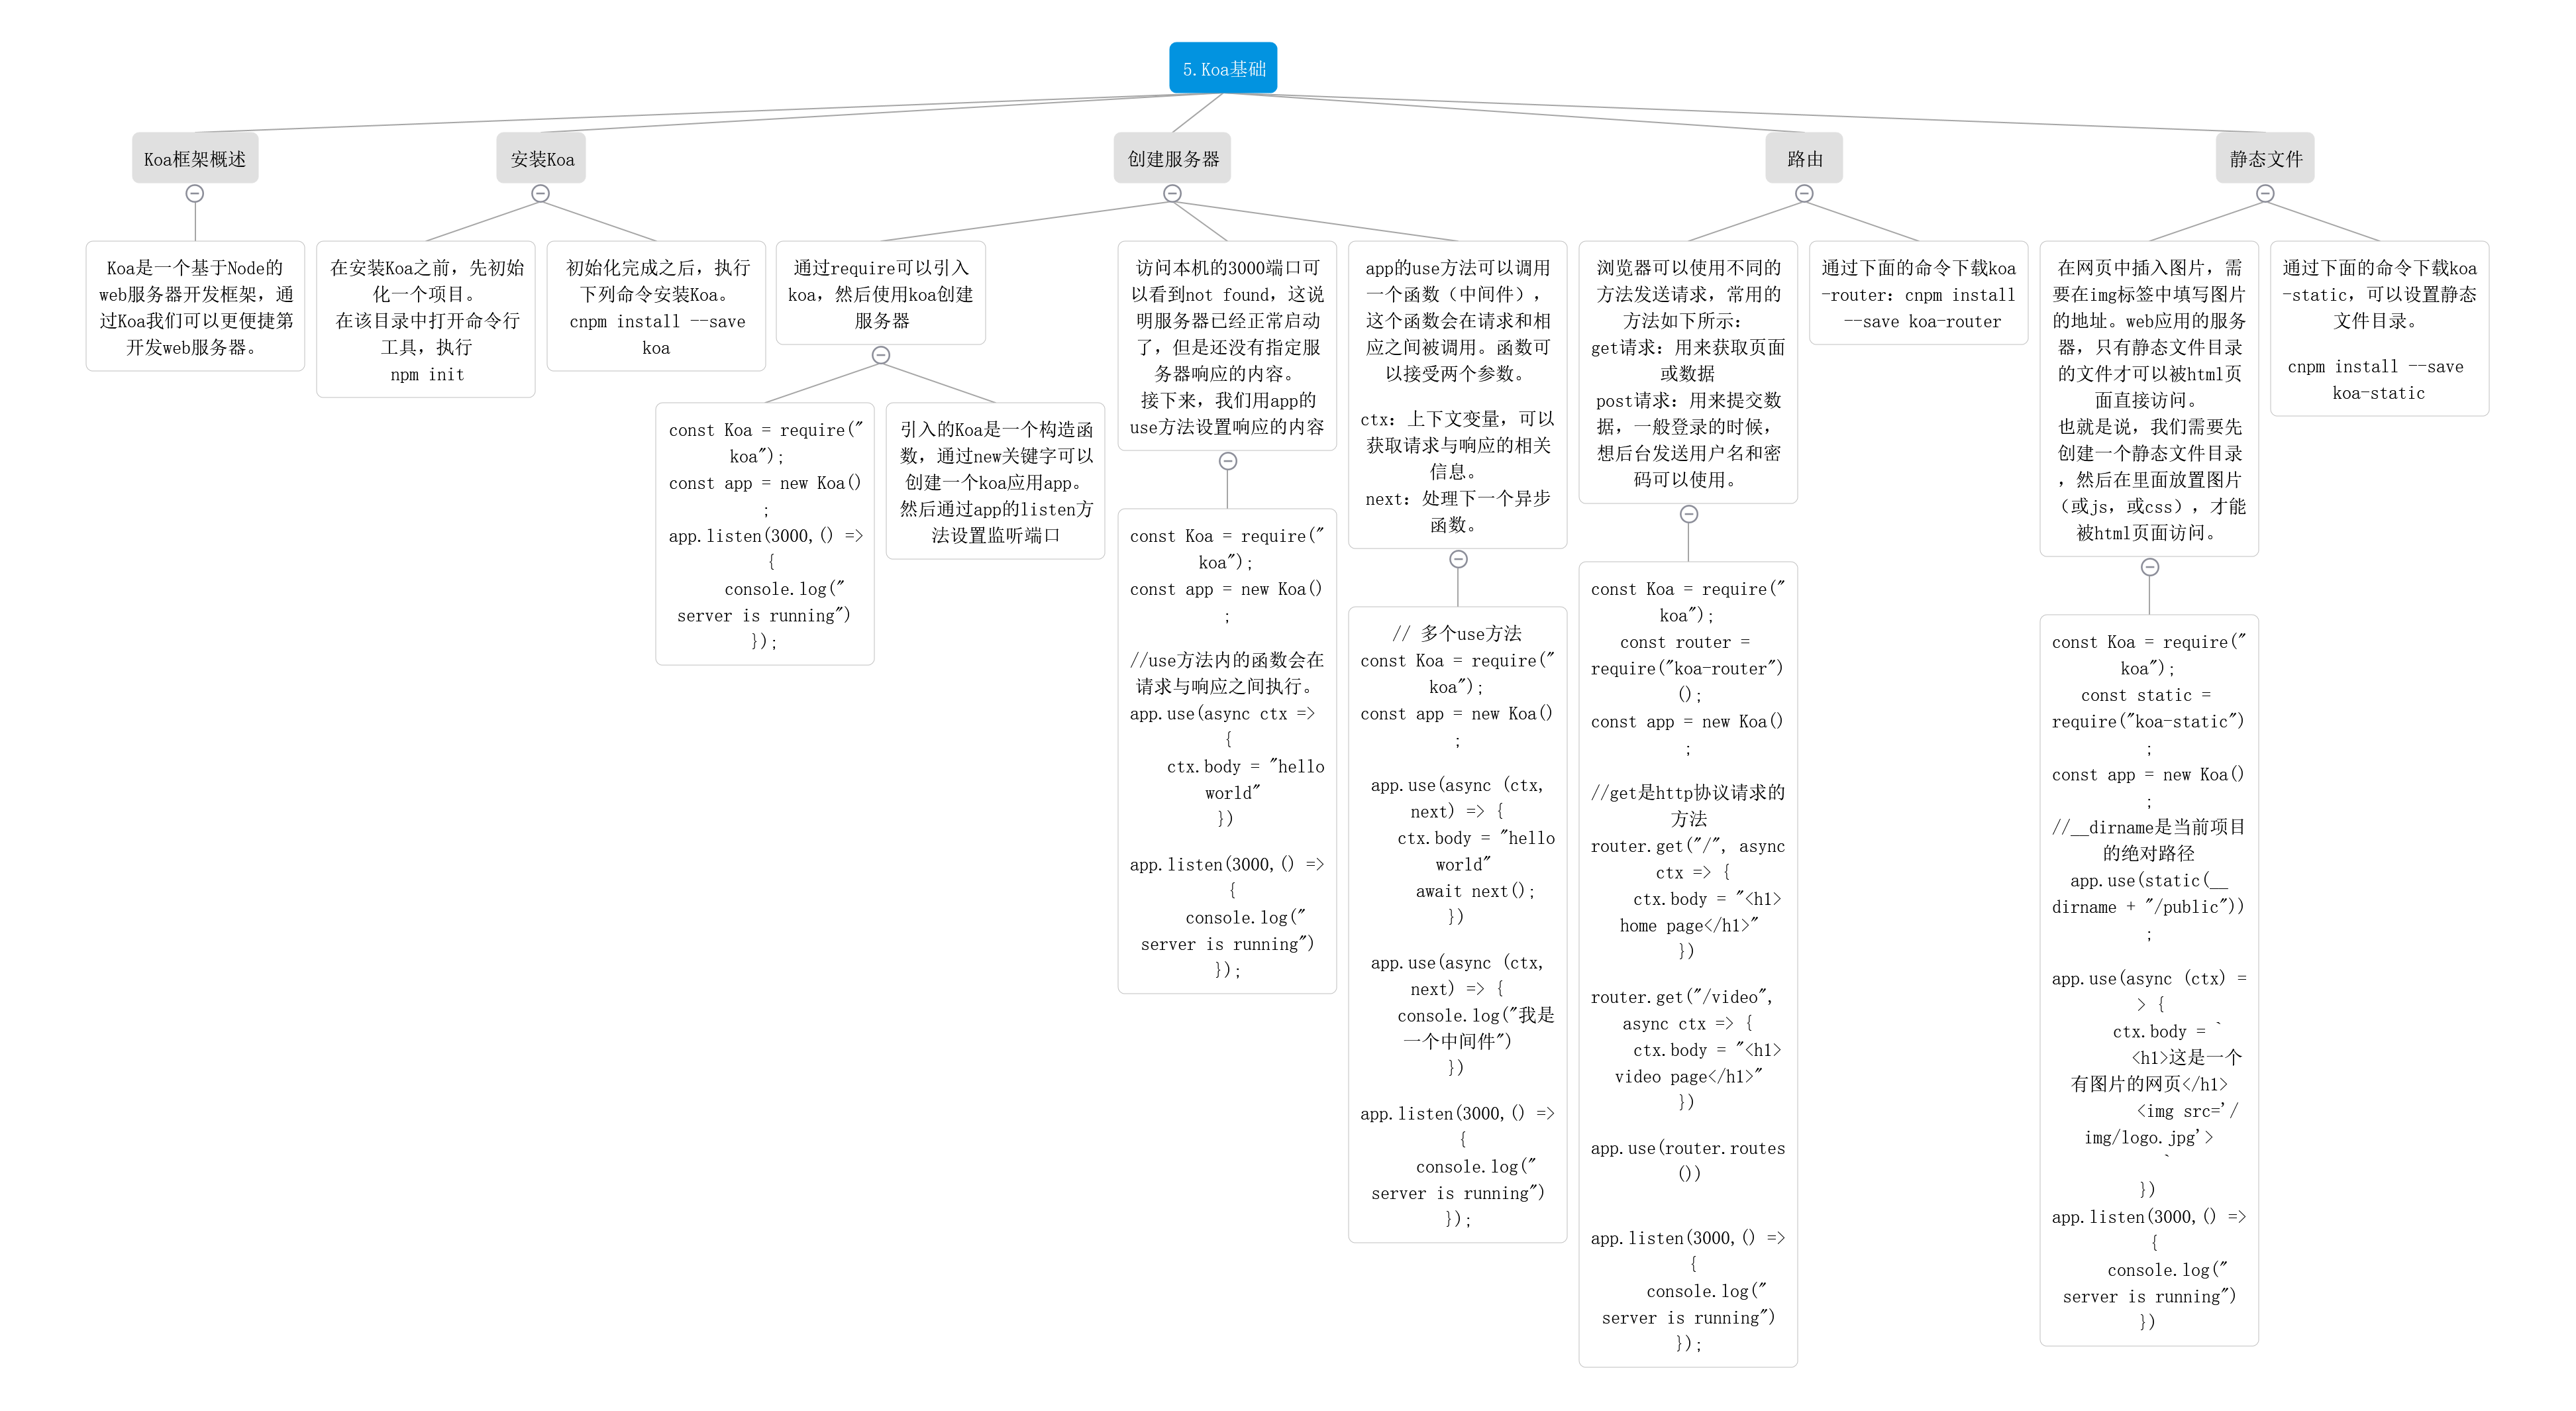 5.Koa基础
Koa框架概述
Koa是一个基于Node的
web服务器开发框架，通
过Koa我们可以更便捷第
开发web服务器。
安装Koa
在安装Koa之前，先初始
化一个项目。
在该目录中打开命令行
工具，执行
npm init
初始化完成之后，执行
下列命令安装Koa。
cnpm install --save
koa
创建服务器
通过require可以引入
koa，然后使用koa创建
服务器
const Koa = require("
koa");
const app = new Koa()
;
app.listen(3000,() =>
{
console.log("
server is running")
});
引入的Koa是一个构造函
数，通过new关键字可以
创建一个koa应用app。
然后通过app的listen方
法设置监听端口
访问本机的3000端口可
以看到not found，这说
明服务器已经正常启动
了，但是还没有指定服
务器响应的内容。
接下来，我们用app的
use方法设置响应的内容
const Koa = require("
koa");
const app = new Koa()
;
//use方法内的函数会在
请求与响应之间执行。
app.use(async ctx =>
{
ctx.body = "hello
world"
})
app.listen(3000,() =>
{
console.log("
server is running")
});
app的use方法可以调用
一个函数（中间件），
这个函数会在请求和相
应之间被调用。函数可
以接受两个参数。
ctx：上下文变量，可以
获取请求与响应的相关
信息。
next：处理下一个异步
函数。
// 多个use方法
const Koa = require("
koa");
const app = new Koa()
;
app.use(async (ctx,
next) => {
ctx.body = "hello
world"
await next();
})
app.use(async (ctx,
next) => {
console.log("我是
一个中间件")
})
app.listen(3000,() =>
{
console.log("
server is running")
});
路由
浏览器可以使用不同的
方法发送请求，常用的
方法如下所示：
get请求：用来获取页面
或数据
post请求：用来提交数
据，一般登录的时候，
想后台发送用户名和密
码可以使用。
const Koa = require("
koa");
const router =
require("koa-router")
();
const app = new Koa()
;
//get是http协议请求的
方法
router.get("/", async
ctx => {
ctx.body = "<h1>
home page</h1>"
})
router.get("/video",
async ctx => {
ctx.body = "<h1>
video page</h1>"
})
app.use(router.routes
())
app.listen(3000,() =>
{
console.log("
server is running")
});
通过下面的命令下载koa
-router：cnpm install
--save koa-router
静态文件
在网页中插入图片，需
要在img标签中填写图片
的地址。web应用的服务
器，只有静态文件目录
的文件才可以被html页
面直接访问。
也就是说，我们需要先
创建一个静态文件目录
，然后在里面放置图片
（或js，或css），才能
被html页面访问。
const Koa = require("
koa");
const static =
require("koa-static")
;
const app = new Koa()
;
//__dirname是当前项目
的绝对路径
app.use(static(__
dirname + "/public"))
;
app.use(async (ctx) =
> {
ctx.body = `
<h1>这是一个
有图片的网页</h1>
<img src='/
img/logo.jpg'>
`
})
app.listen(3000,() =>
{
console.log("
server is running")
})
通过下面的命令下载koa
-static，可以设置静态
文件目录。
cnpm install --save
koa-static